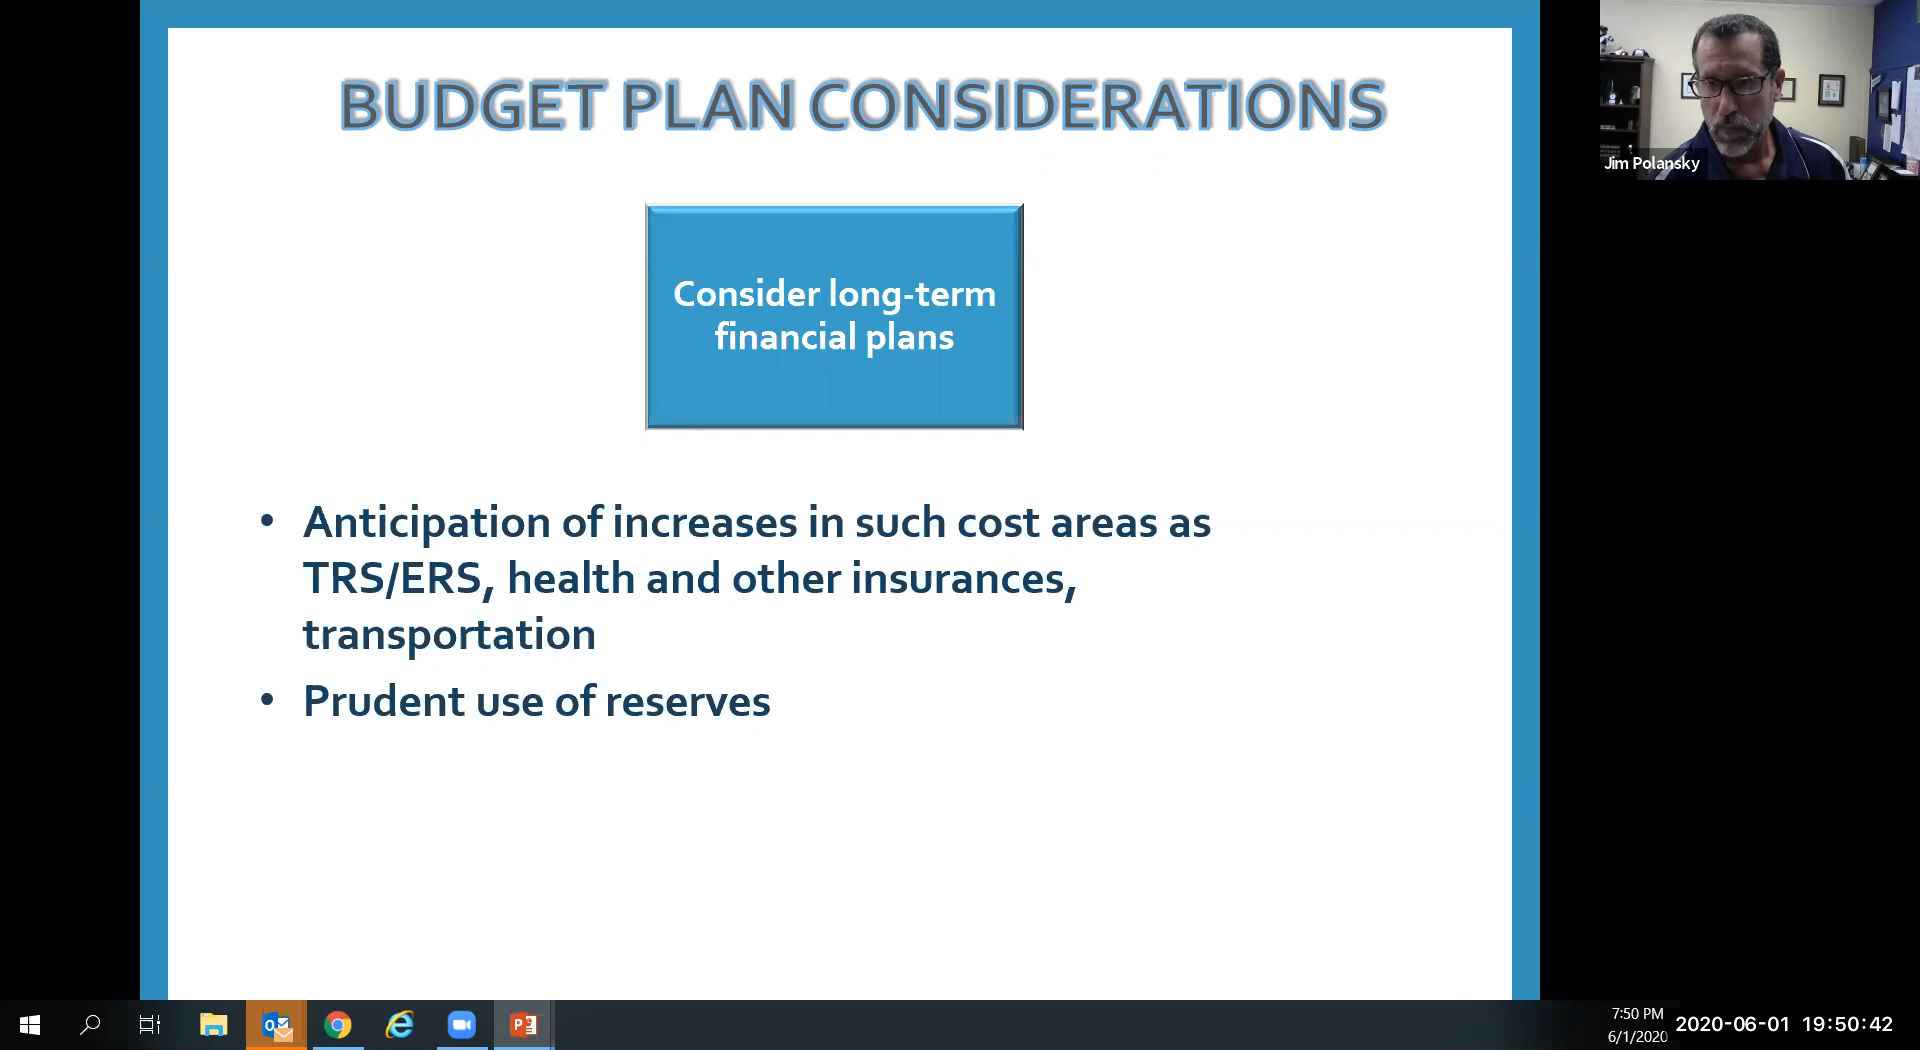 BUDGET PLAN CONSIDERATIONS
Jim Polansky
Consider long-term
financial plans
• Anticipation of increases in such cost areas as
TRS/ERS, health and other insurances,
transportation
• Prudent use of reserves
7:50 PM
6/1/2020
2020-06-01 19:50:42